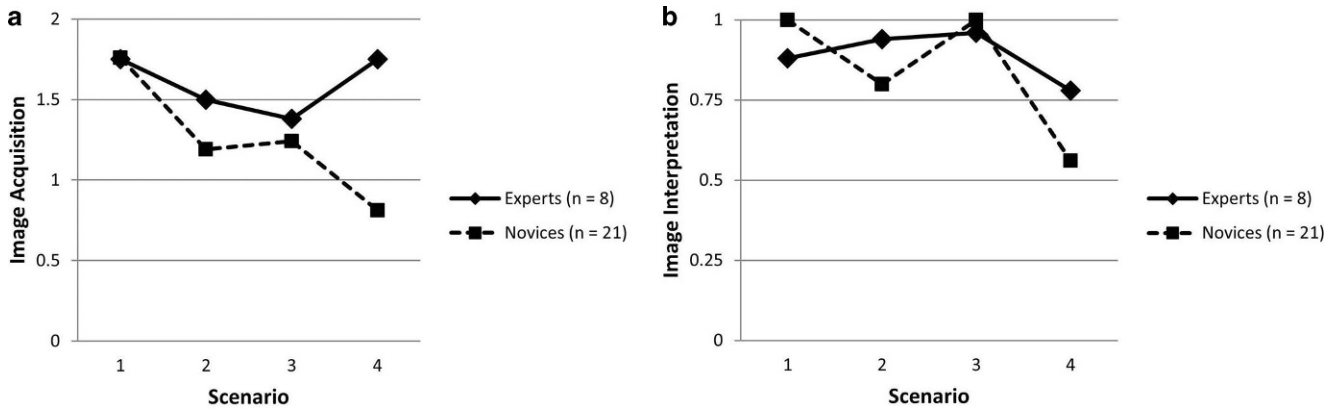 a
Image Acquisition
2
1.5
1
0.5
0
1 2 3 4
Scenario
Experts (n = 8)
Novices (n = 21)
b
Image Interpretation
1
0.75
0.5
0.25
0
1 2 3 4
Scenario
Experts (n = 8)
Novices (n = 21)